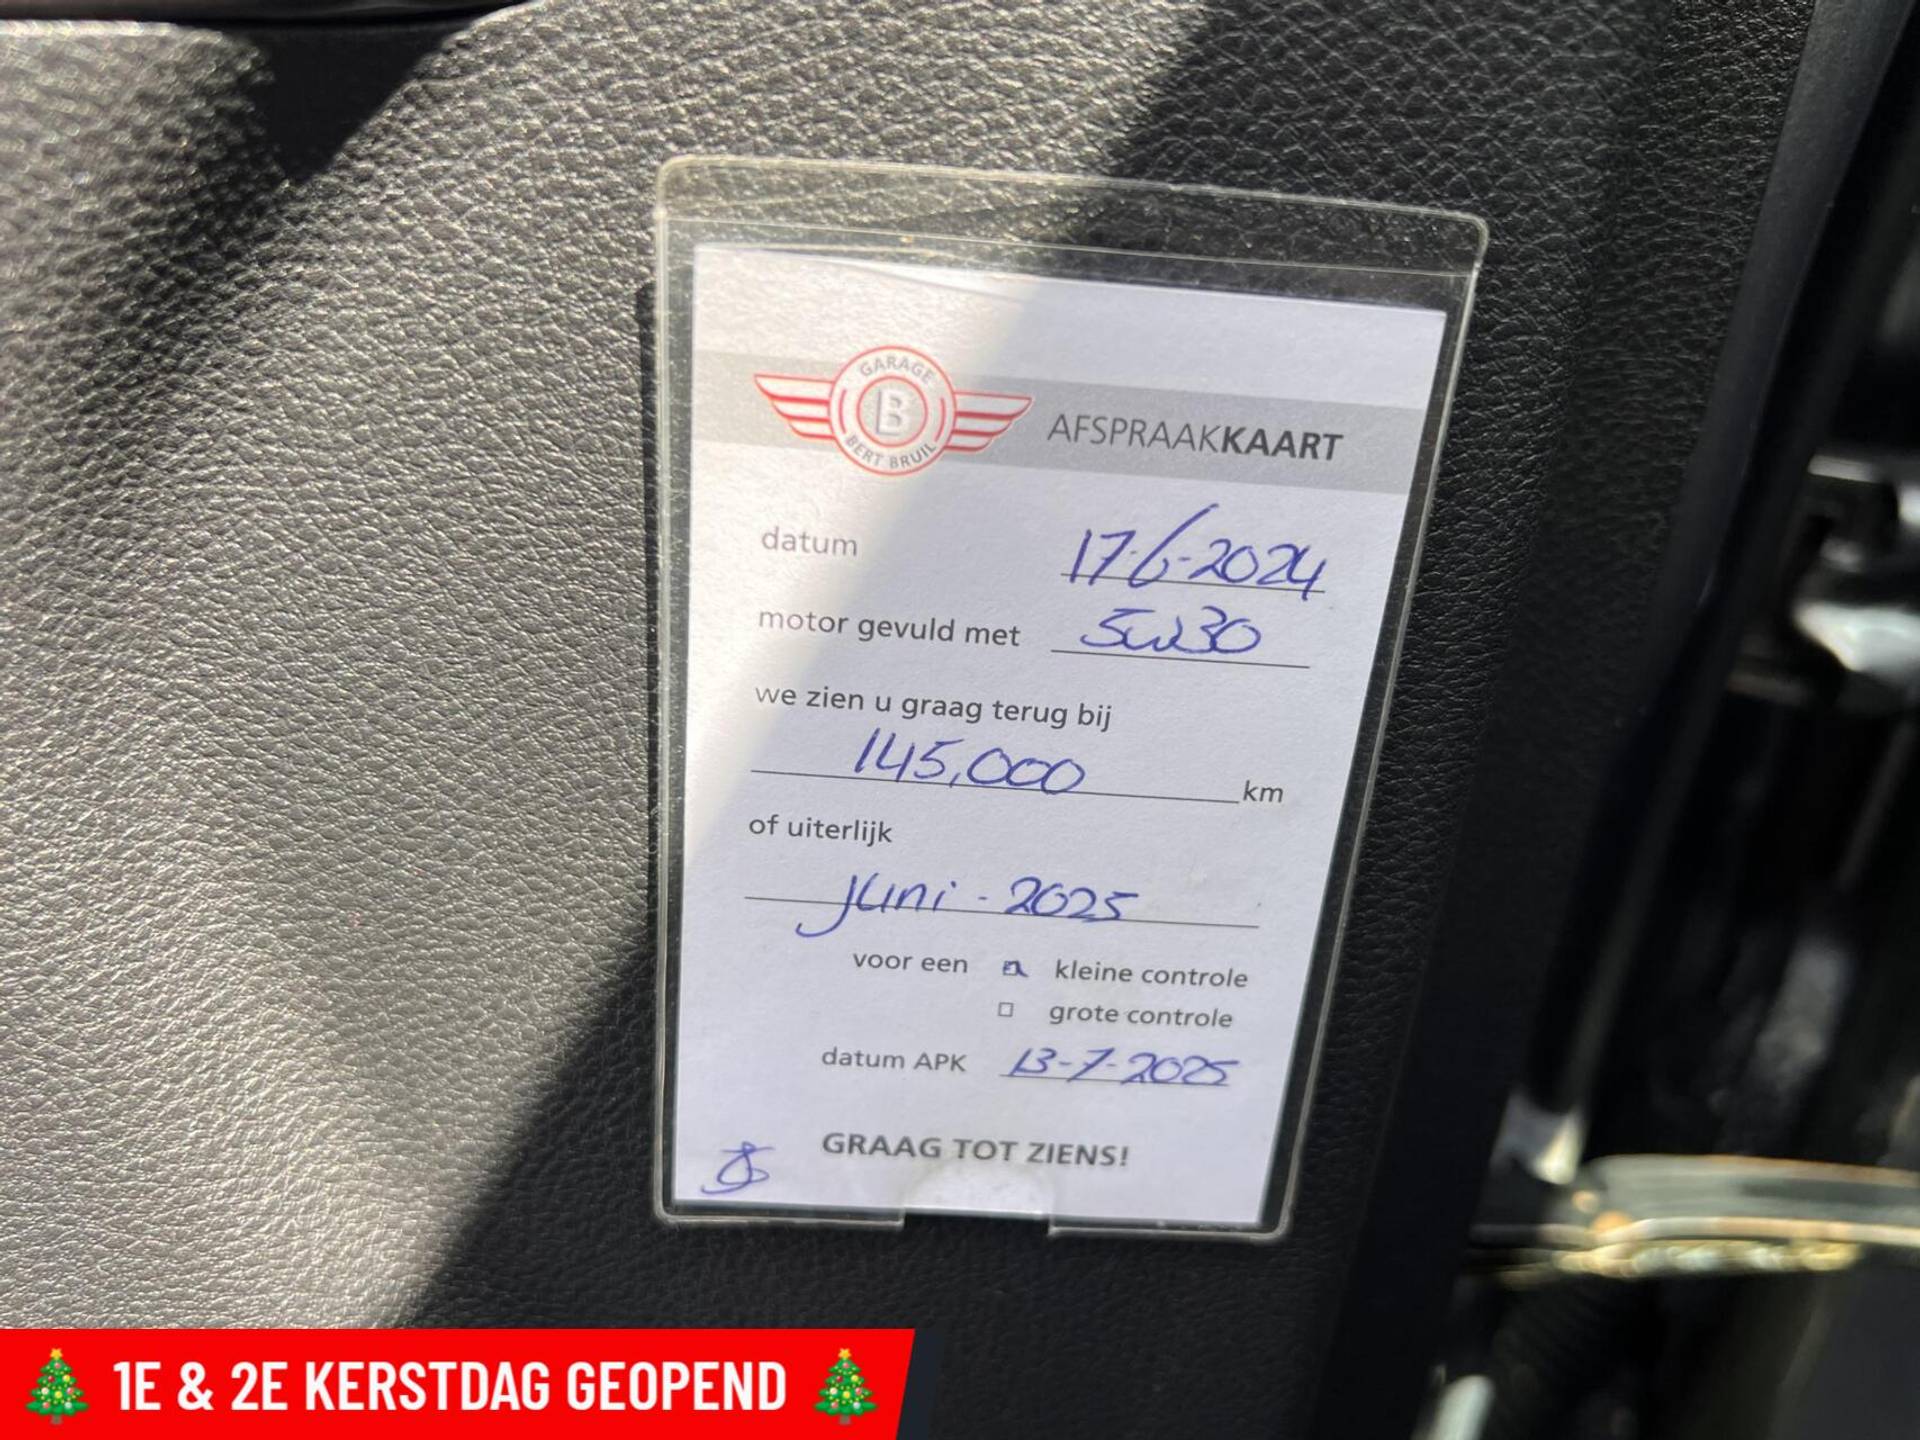 GARAGE
B
BERT BRUIL
AFSPRAAKKAART
datum 17-6-2024
motor gevuld met 5w30
we zien u graag terug bij
145,000 km
of uiterlijk
juni - 2025
voor een kleine controle
grote controle
datum APK 13-7-2025
GRAAG TOT ZIENS!
1E & 2E KERSTDAG GEOPEND